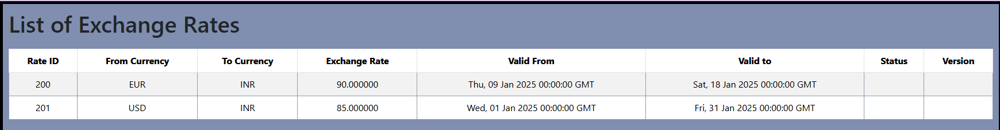 List of Exchange Rates
Rate ID From Currency To Currency Exchange Rate Valid From Valid to Status Version
200 EUR INR 90.000000 Thu, 09 Jan 2025 00:00:00 GMT Sat, 18 Jan 2025 00:00:00 GMT
201 USD INR 85.000000 Wed, 01 Jan 2025 00:00:00 GMT Fri, 31 Jan 2025 00:00:00 GMT